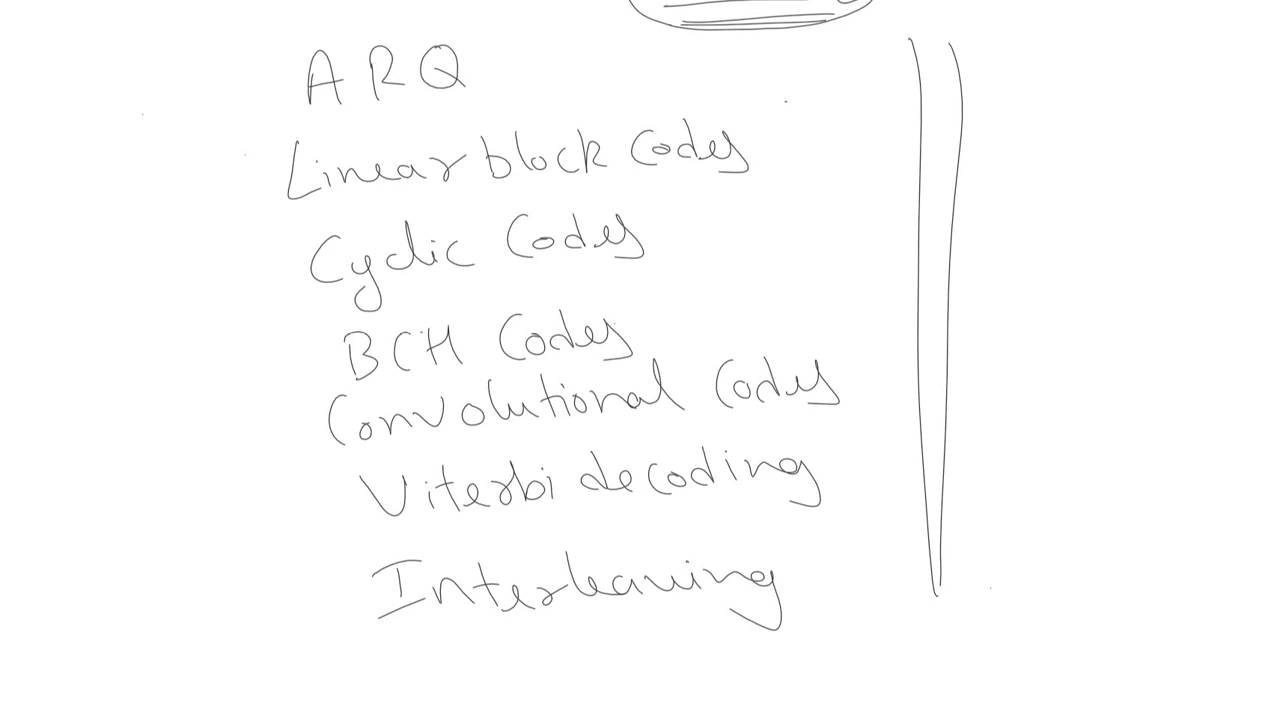 ARQ
Linear block Codes
Cyclic Codes
BCH Codes
Convolutional Codes
Viterbi decoding
Interleaving